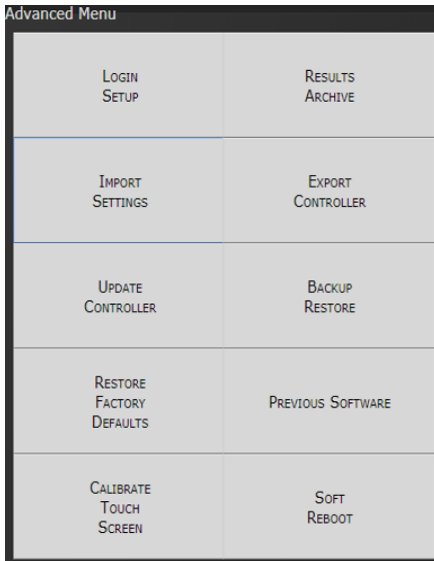 Advanced Menu
Login
Setup
Results
Archive
Import
Settings
Export
Controller
Update
Controller
Backup
Restore
Restore
Factory
Defaults
Previous Software
Calibrate
Touch
Screen
Soft
Reboot